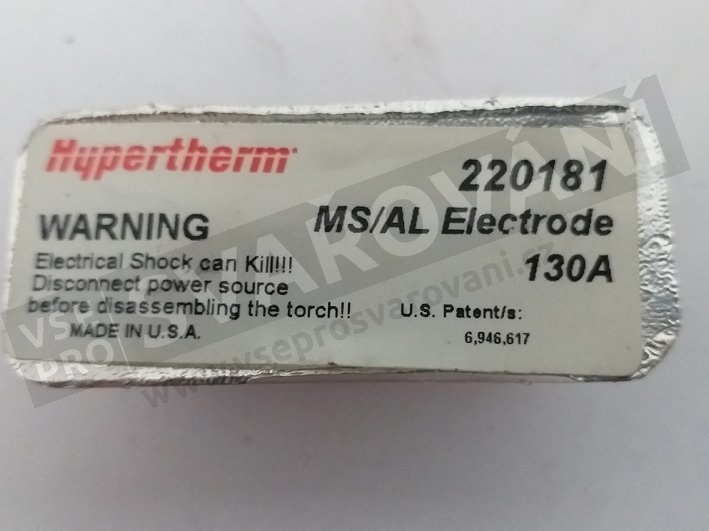 Hypertherm
220181
WARNING
MS/AL Electrode
Electrical Shock can Kill!!!
130A
Disconnect power source
before disassembling the torch!!
U.S. Patent/s:
MADE IN U.S.A.
6,946,617
VŠE PRO
SVAŘOVÁNÍ
www.vseprosvarovani.cz